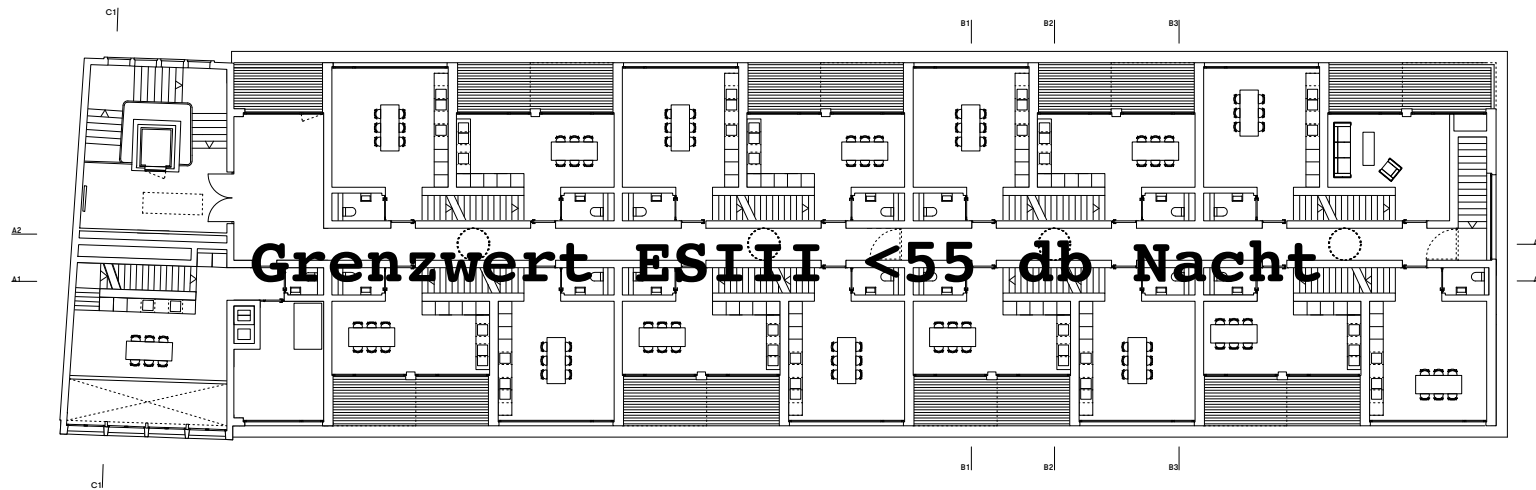 C1
B1 B2 B3
A2
Grenzwert ESIII <55 db Nacht
A1
B1 B2 B3
C1